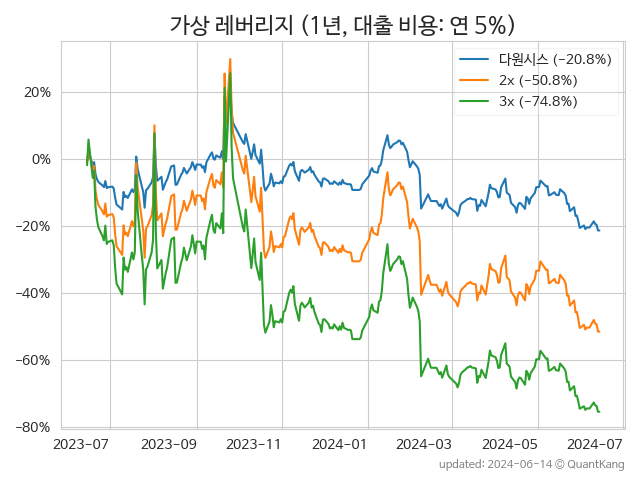 가상 레버리지 (1년, 대출 비용: 연 5%)
다원시스 (-20.8%)
2x (-50.8%)
3x (-74.8%)
20%
0%
-20%
-40%
-60%
-80%
2023-07 2023-09 2023-11 2024-01 2024-03 2024-05 2024-07
updated: 2024-06-14 © QuantKang